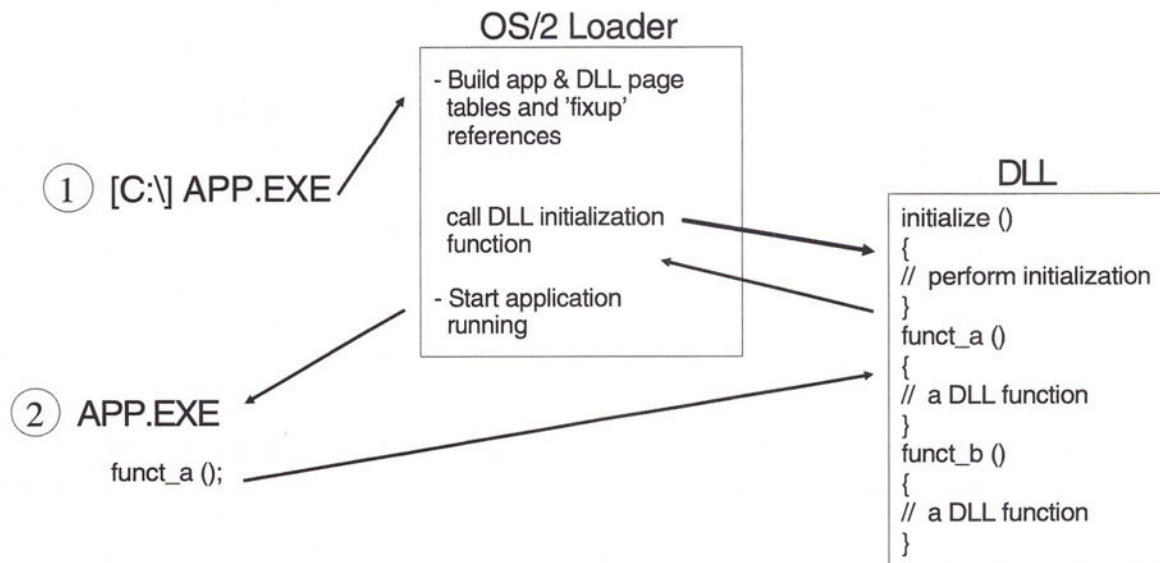 OS/2 Loader
- Build app & DLL page
tables and 'fixup'
references
1 [C:\] APP.EXE
call DLL initialization
function
- Start application
running
DLL
initialize ()
{
// perform initialization
}
funct_a ()
{
// a DLL function
}
funct_b ()
{
// a DLL function
}
2 APP.EXE
funct_a ();